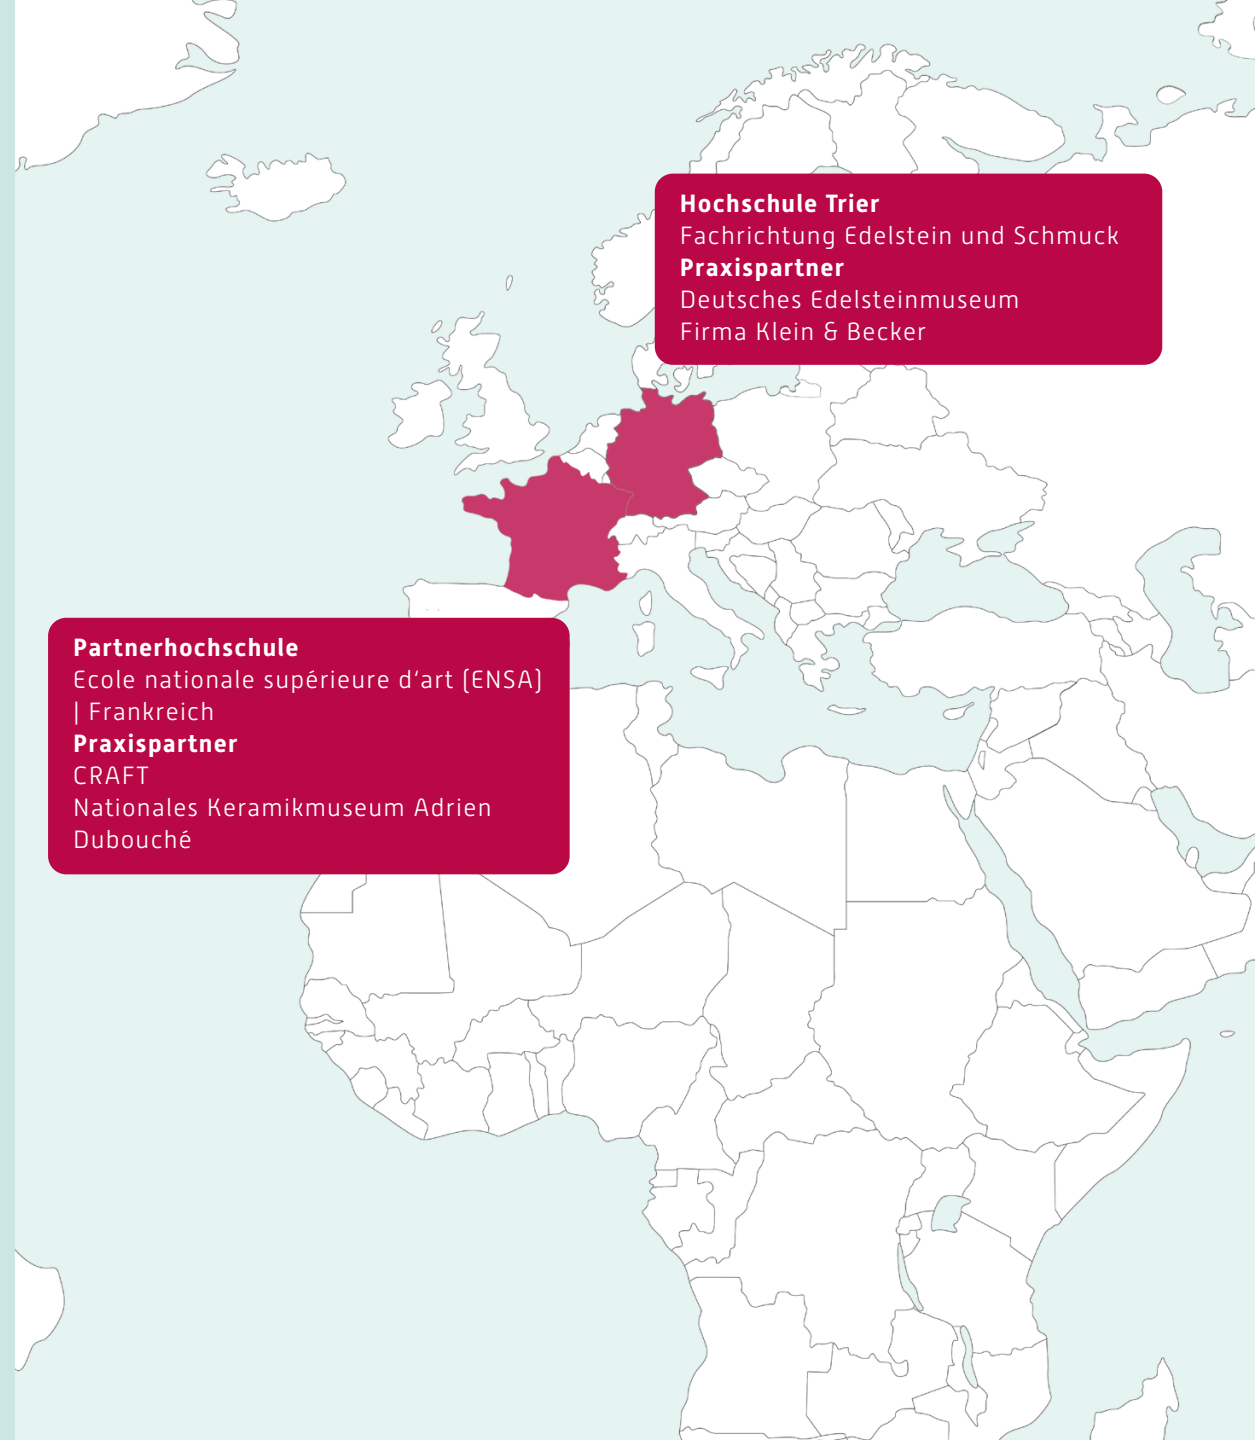 Hochschule Trier
Fachrichtung Edelstein und Schmuck
Praxispartner
Deutsches Edelsteinmuseum
Firma Klein & Becker
Partnerhochschule
Ecole nationale supérieure d‘art (ENSA)
| Frankreich
Praxispartner
CRAFT
Nationales Keramikmuseum Adrien
Dubouché